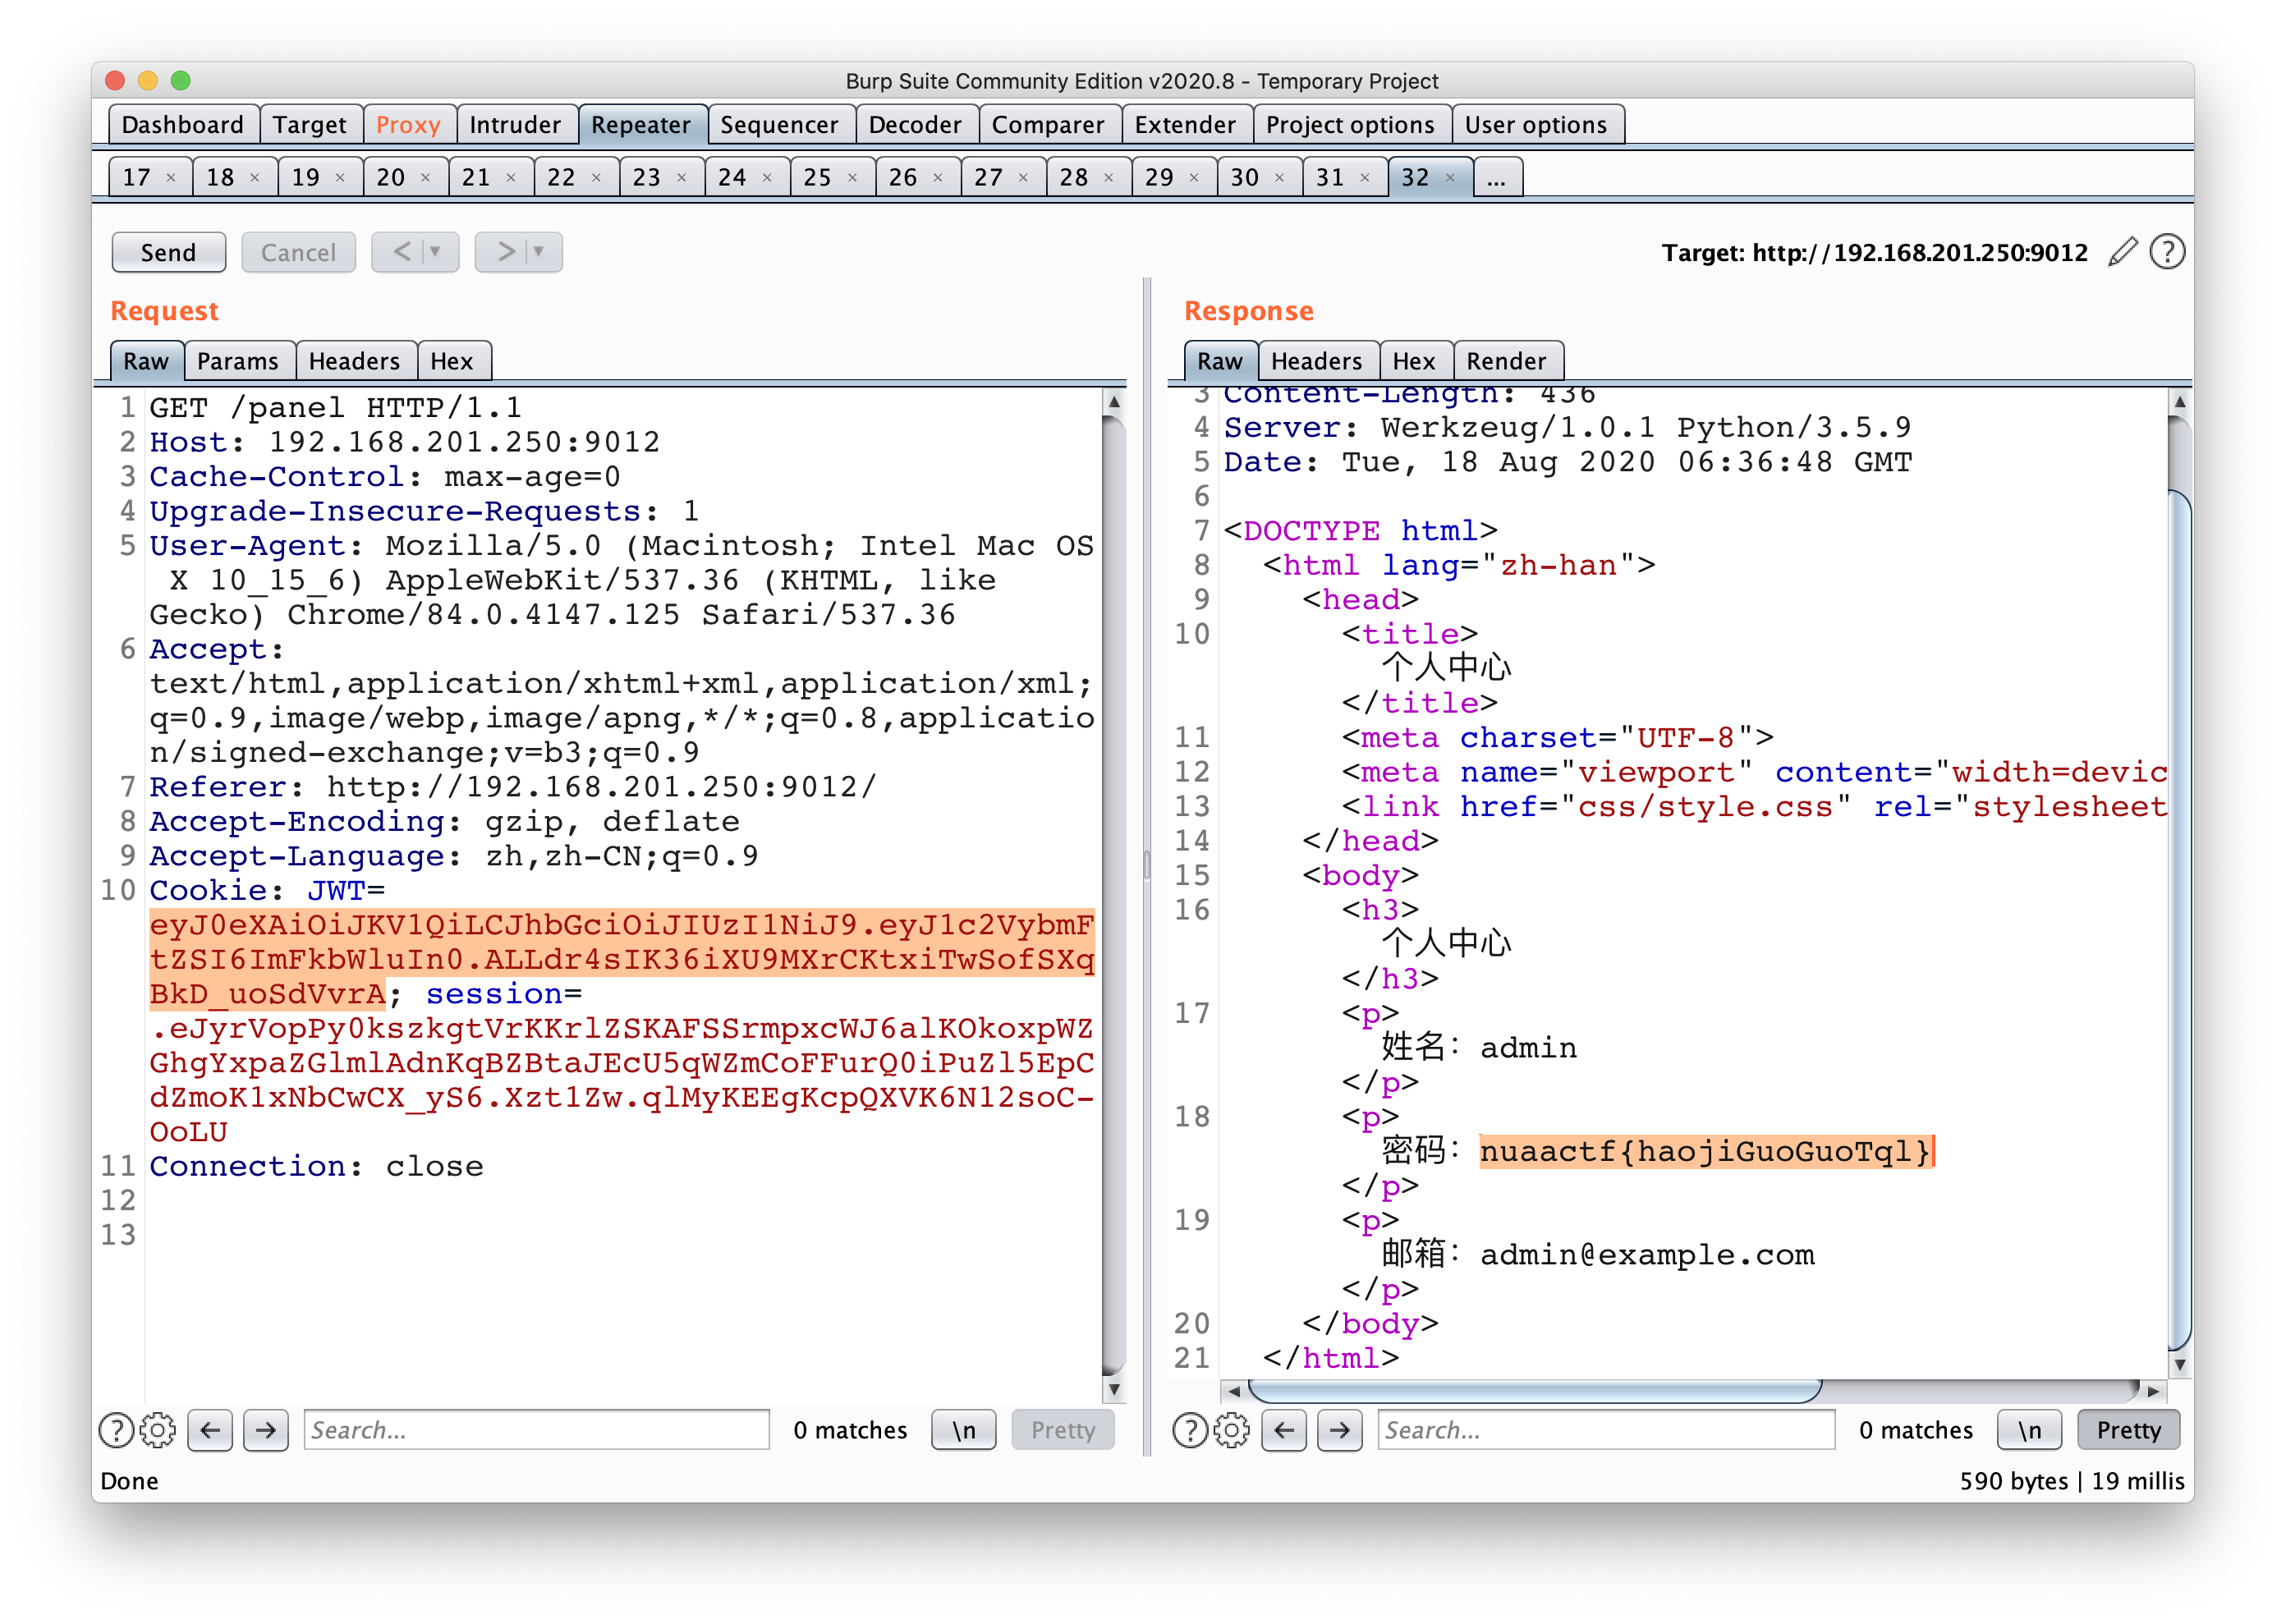 Burp Suite Community Edition v2020.8 - Temporary Project
Dashboard Target Proxy Intruder Repeater Sequencer Decoder Comparer Extender Project options User options
17 × 18 × 19 × 20 × 21 × 22 × 23 × 24 × 25 × 26 × 27 × 28 × 29 × 30 × 31 × 32 × ...
Send Cancel < > Target: http://192.168.201.250:9012
Request
Raw Params Headers Hex
1 GET /panel HTTP/1.1
2 Host: 192.168.201.250:9012
3 Cache-Control: max-age=0
4 Upgrade-Insecure-Requests: 1
5 User-Agent: Mozilla/5.0 (Macintosh; Intel Mac OS
X 10_15_6) AppleWebKit/537.36 (KHTML, like
Gecko) Chrome/84.0.4147.125 Safari/537.36
6 Accept:
text/html,application/xhtml+xml,application/xml;
q=0.9,image/webp,image/apng,*/*;q=0.8,applicatio
n/signed-exchange;v=b3;q=0.9
7 Referer: http://192.168.201.250:9012/
8 Accept-Encoding: gzip, deflate
9 Accept-Language: zh,zh-CN;q=0.9
10 Cookie: JWT=
eyJ0eXAiOiJKV1QiLCJhbGciOiJIUzI1NiJ9.eyJ1c2VybmF
tZSI6ImFkbWluIn0.ALLdr4sIK36iXU9MXrCKtxiTwSofSXq
BkD_uoSdVvrA; session=
.eJyrVopPy0kszkgtVrKKrlZSKAFSSrmpxcWJ6alKOkoxpWZ
GhgYxpaZGlmlAdnKqBZBtaJEcU5qWZmCoFFurQ0iPuZl5EpC
dZmoK1xNbCwCX_yS6.Xzt1Zw.qlMyKEEgKcpQXVK6N12soC-
OoLU
11 Connection: close
12
13
0 matches \n Pretty
Search...
Response
Raw Headers Hex Render
3 Content-Length: 436
4 Server: Werkzeug/1.0.1 Python/3.5.9
5 Date: Tue, 18 Aug 2020 06:36:48 GMT
6
7 <DOCTYPE html>
8 <html lang="zh-han">
9 <head>
10 <title>
个人中心
</title>
11 <meta charset="UTF-8">
12 <meta name="viewport" content="width=devic
13 <link href="css/style.css" rel="stylesheet
14 </head>
15 <body>
16 <h3>
个人中心
</h3>
17 <p>
姓名：admin
</p>
18 <p>
密码：nuaactf{haojiGuoGuoTql}
</p>
19 <p>
邮箱：admin@example.com
</p>
20 </body>
21 </html>
Search... 0 matches \n Pretty
Done 590 bytes | 19 millis